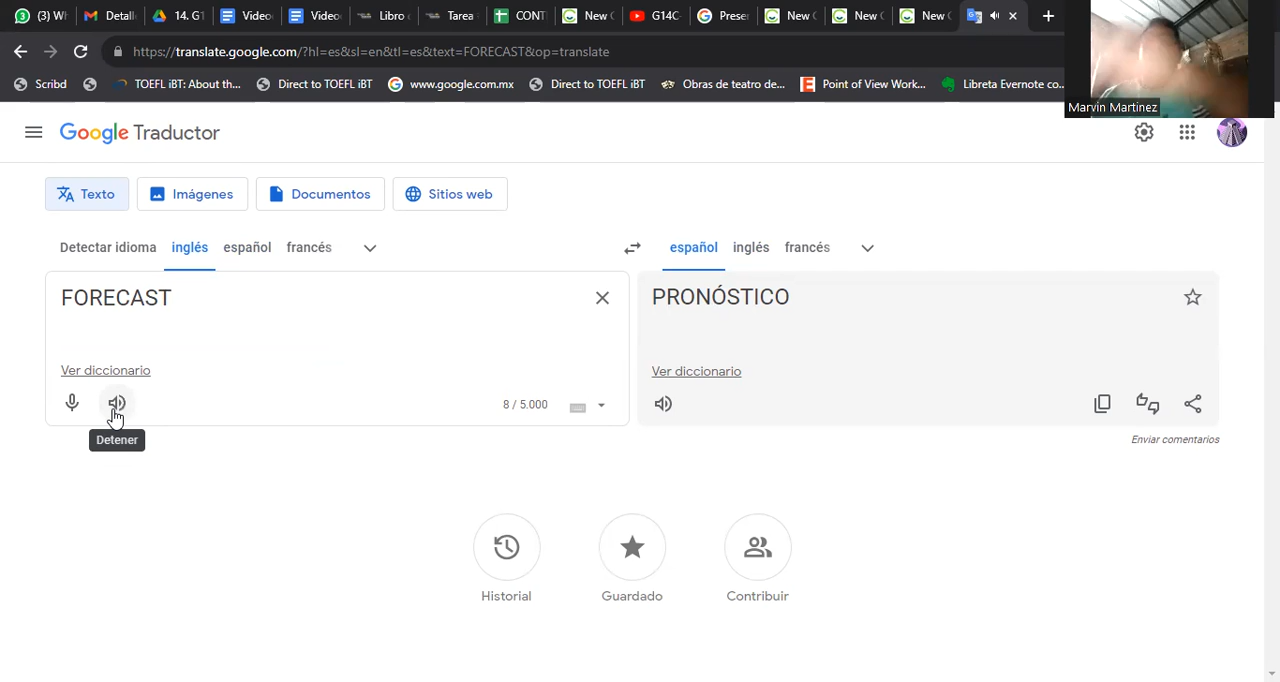 (3) Wh
Detall
14. G1
Video
Video
Libro
Tarea
CONT
New (
G14C-
Prese
New (
New (
New (
https://translate.google.com/?hl=es&sl=en&tl=es&text=FORECAST&op=translate
Scribd
TOEFL iBT: About th...
Direct to TOEFL iBT
www.google.com.mx
Direct to TOEFL iBT
Obras de teatro de...
Point of View Work...
Libreta Evernote co...
Marvin Martinez
Google Traductor
Texto
Imágenes
Documentos
Sitios web
Detectar idioma inglés español francés
español inglés francés
FORECAST
PRONÓSTICO
Ver diccionario
Ver diccionario
8 / 5.000
Detener
Enviar comentarios
Historial
Guardado
Contribuir